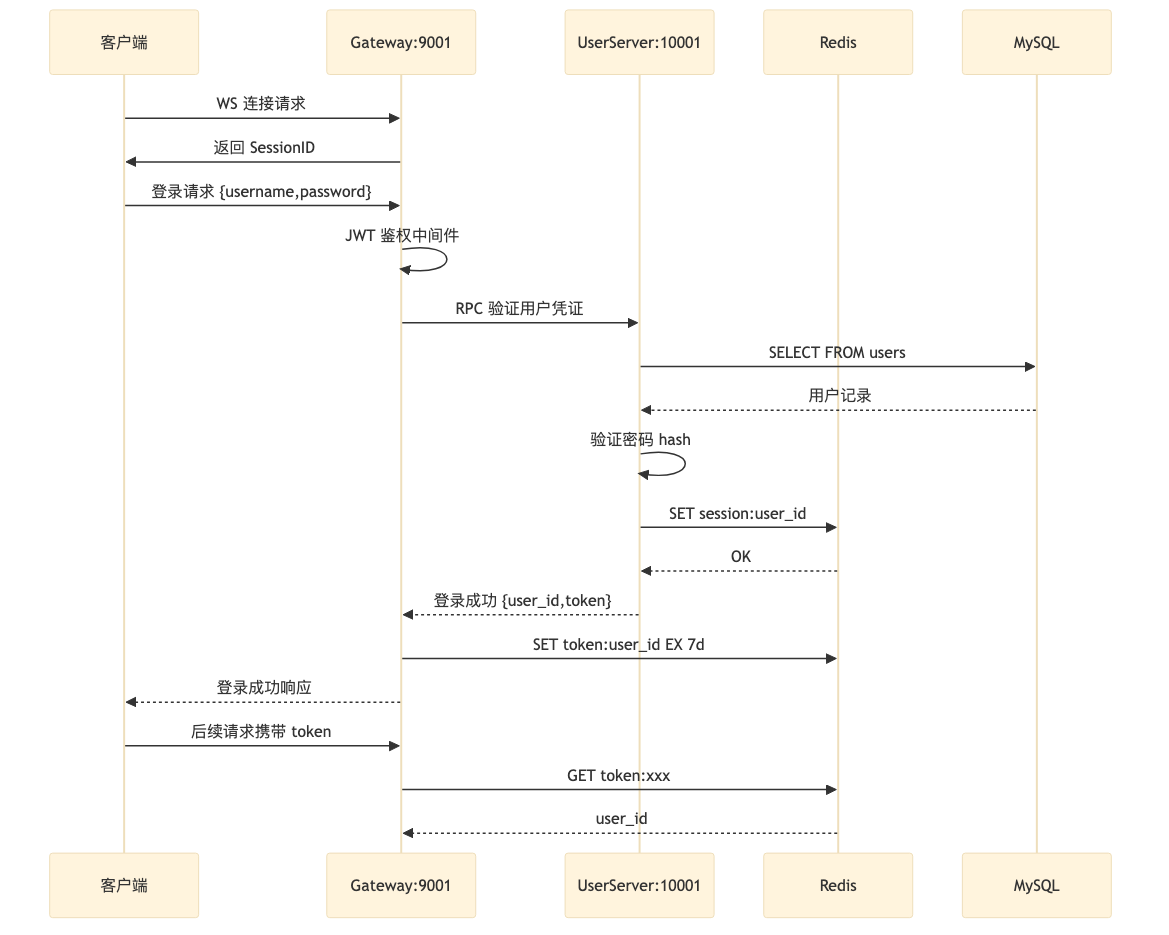 客户端
Gateway:9001
UserServer:10001
Redis
MySQL
WS 连接请求
返回 SessionID
登录请求 {username,password}
JWT 鉴权中间件
RPC 验证用户凭证
SELECT FROM users
用户记录
验证密码 hash
SET session:user_id
OK
登录成功 {user_id,token}
SET token:user_id EX 7d
登录成功响应
后续请求携带 token
GET token:xxx
user_id
客户端
Gateway:9001
UserServer:10001
Redis
MySQL